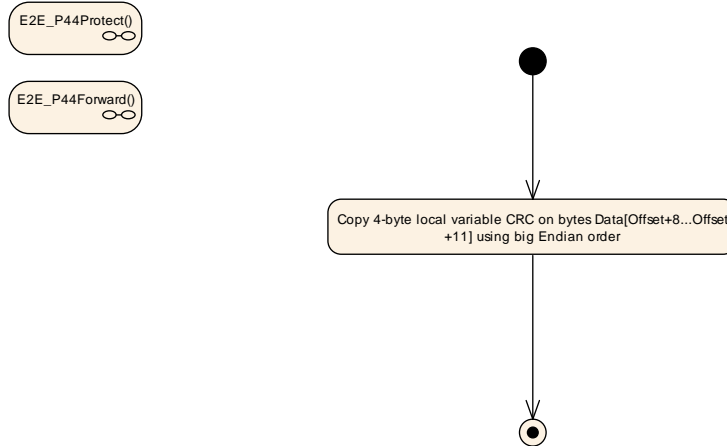 E2E_P44Protect()
E2E_P44Forward()
Copy 4-byte local variable CRC on bytes Data[Offset+8...Offset
+11] using big Endian order